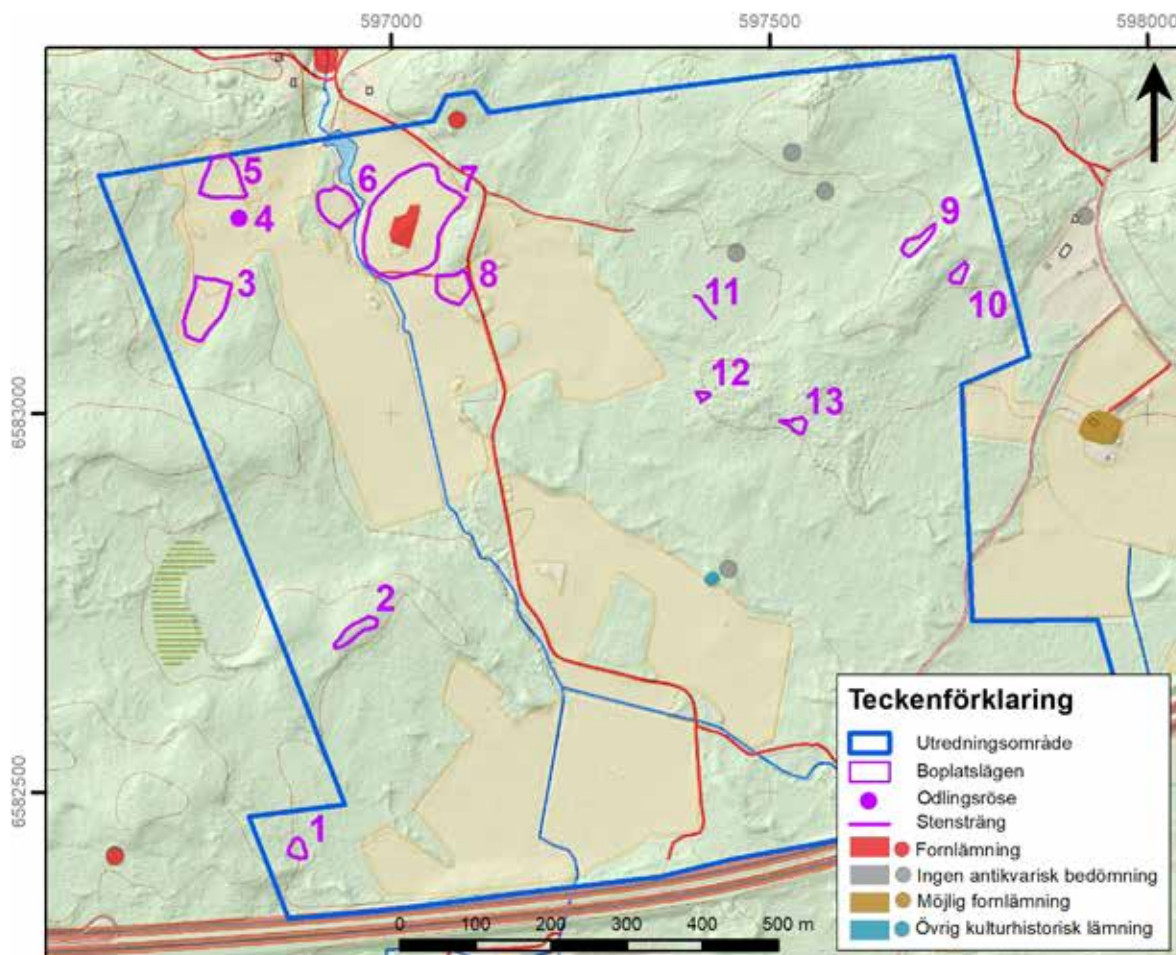 597000
597500
598000
5
6
7
4
9
3
8
10
11
12
13
6583000
2
6582500
1
0 100 200 300 400 500 m
Teckenförklaring
Utredningsområde
Boplatslägen
Odlingsröse
Stensträng
Fornlämning
Ingen antikvarisk bedömning
Möjlig fornlämning
Övrig kulturhistorisk lämning